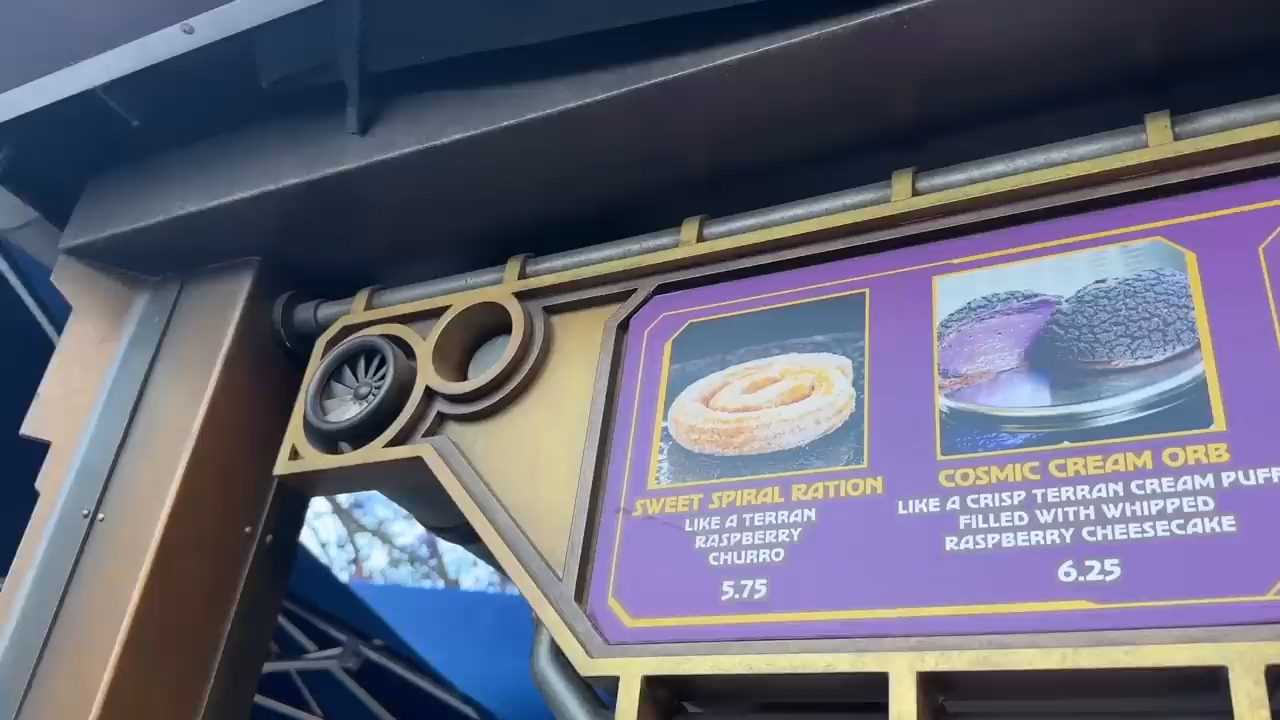 SWEET SPIRAL RATION
LIKE A TERRAN
RASPBERRY
CHURRO
5.75
COSMIC CREAM ORB
LIKE A CRISP TERRAN CREAM PUFF
FILLED WITH WHIPPED
RASPBERRY CHEESECAKE
6.25